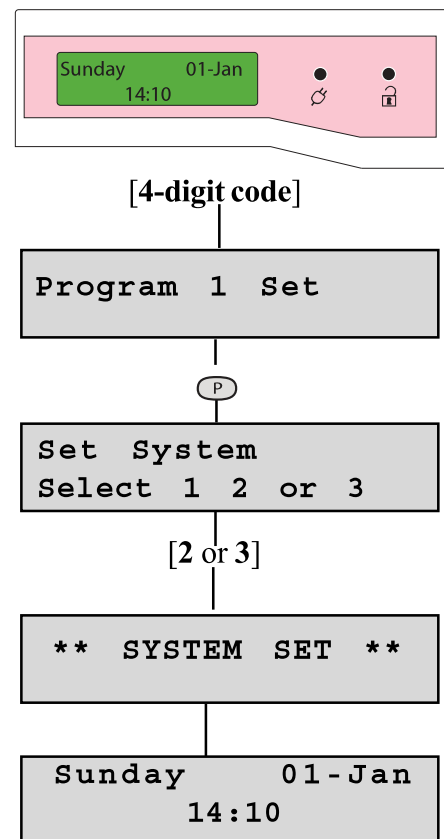 Sunday 01-Jan
14:10
[4-digit code]
Program 1 Set
P
Set System
Select 1 2 or 3
[2 or 3]
** SYSTEM SET **
Sunday 01-Jan
14:10